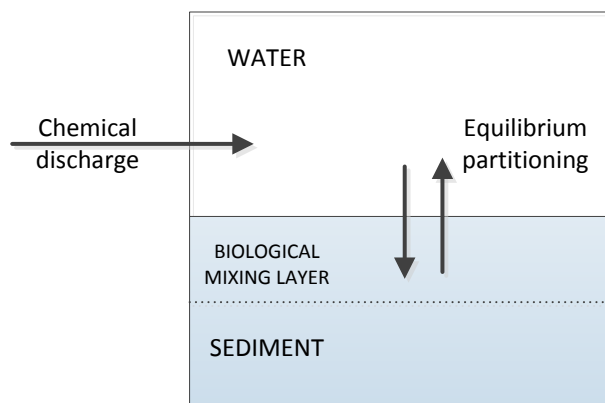 WATER
Chemical
discharge
Equilibrium
partitioning
BIOLOGICAL
MIXING LAYER
SEDIMENT